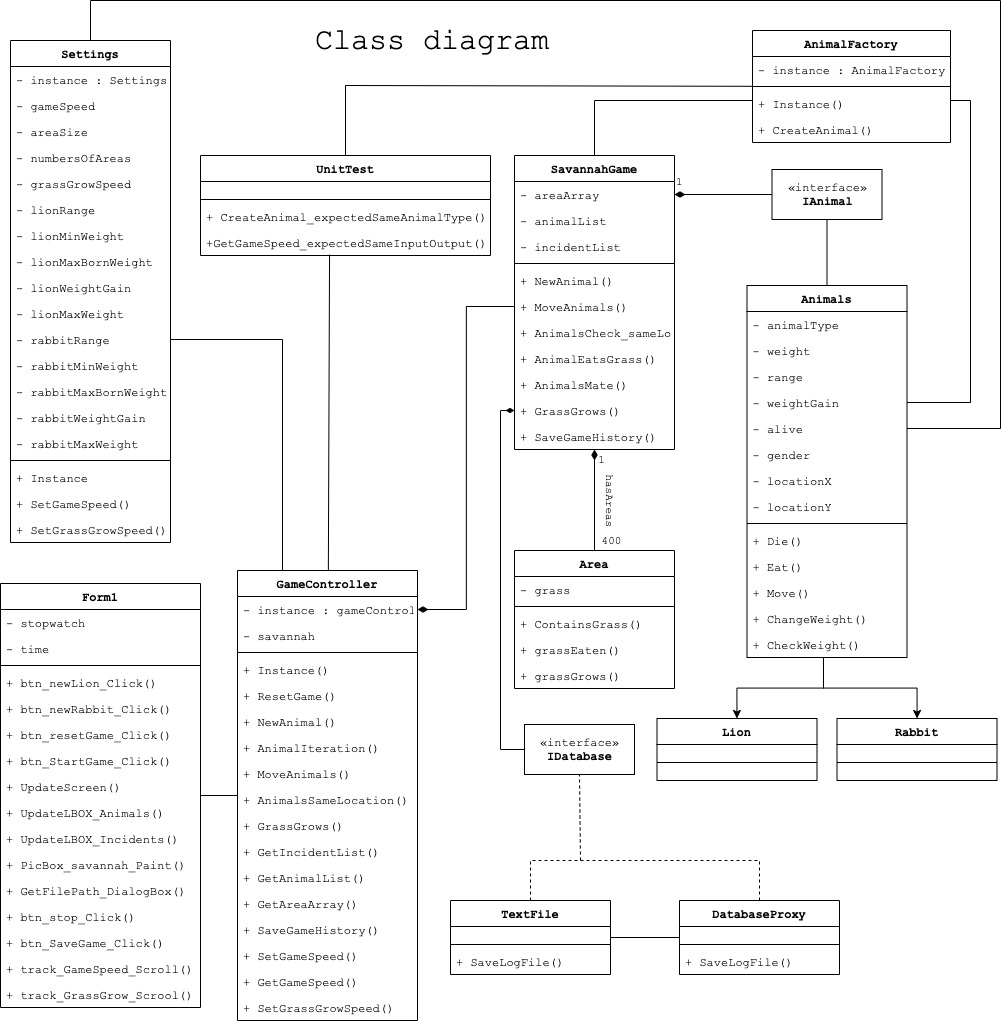 Class diagram
Settings
- instance : Settings
- gameSpeed
- areaSize
- numbersOfAreas
- grassGrowSpeed
- lionRange
- lionMinWeight
- lionMaxBornWeight
- lionWeightGain
- lionMaxWeight
- rabbitRange
- rabbitMinWeight
- rabbitMaxBornWeight
- rabbitWeightGain
- rabbitMaxWeight
+ Instance
+ SetGameSpeed()
+ SetGrassGrowSpeed()
AnimalFactory
- instance : AnimalFactory
+ Instance()
+ CreateAnimal()
UnitTest
+ CreateAnimal_expectedSameAnimalType()
+GetGameSpeed_expectedSameInputOutput()
SavannahGame
- areaArray
- animalList
- incidentList
+ NewAnimal()
+ MoveAnimals()
+ AnimalsCheck_sameLo
+ AnimalEatsGrass()
+ AnimalsMate()
+ GrassGrows()
+ SaveGameHistory()
1
«interface»
IAnimal
Animals
- animalType
- weight
- range
- weightGain
- alive
- gender
- locationX
- locationY
+ Die()
+ Eat()
+ Move()
+ ChangeWeight()
+ CheckWeight()
1
hasAreas
400
Area
- grass
+ ContainsGrass()
+ grassEaten()
+ grassGrows()
Form1
- stopwatch
- time
+ btn_newLion_Click()
+ btn_newRabbit_Click()
+ btn_resetGame_Click()
+ btn_StartGame_Click()
+ UpdateScreen()
+ UpdateLBOX_Animals()
+ UpdateLBOX_Incidents()
+ PicBox_savannah_Paint()
+ GetFilePath_DialogBox()
+ btn_stop_Click()
+ btn_SaveGame_Click()
+ track_GameSpeed_Scroll()
+ track_GrassGrow_Scrool()
GameController
- instance : gameControl
- savannah
+ Instance()
+ ResetGame()
+ NewAnimal()
+ AnimalIteration()
+ MoveAnimals()
+ AnimalsSameLocation()
+ GrassGrows()
+ GetIncidentList()
+ GetAnimalList()
+ GetAreaArray()
+ SaveGameHistory()
+ SetGameSpeed()
+ GetGameSpeed()
+ SetGrassGrowSpeed()
«interface»
IDatabase
Lion
Rabbit
TextFile
+ SaveLogFile()
DatabaseProxy
+ SaveLogFile()